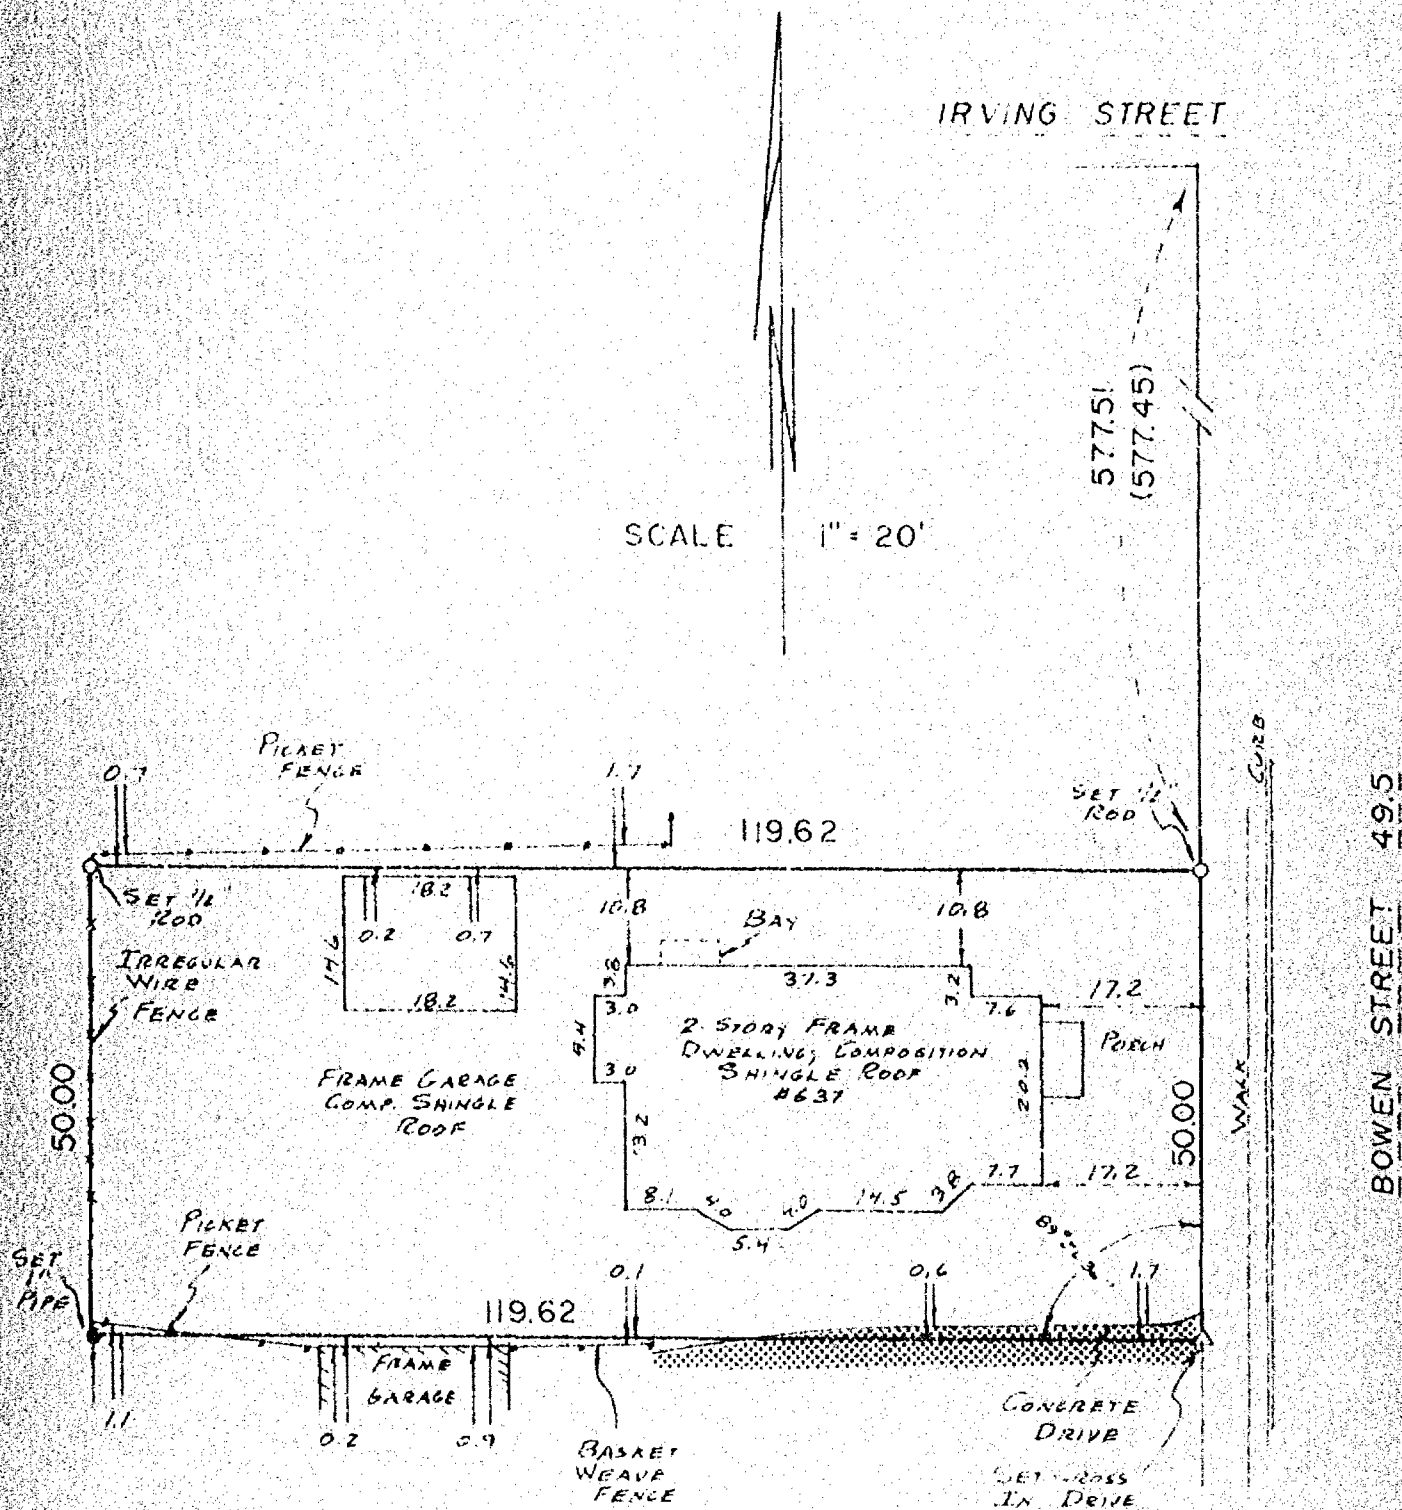 IRVING STREET
577.51
(577.45)
SCALE 1" = 20'
CURB
BOWEN STREET 49.5
PICKET
FENCE
0.7
1.7
119.62
SET 1/2"
ROD
SET 1/2"
ROD
18.2
0.2
0.7
14.6
14.6
18.2
10.8
BAY
10.8
IRREGULAR
WIRE
FENCE
3.8
37.3
3.2
3.0
7.6
17.2
9.4
2 STORY FRAME
DWELLING, COMPOSITION
SHINGLE ROOF
#637
PORCH
3.0
20.2
FRAME GARAGE
COMP. SHINGLE
ROOF
WALK
50.00
50.00
8.1
4.0
5.4
4.0
14.5
3.8
7.7
17.2
PICKET
FENCE
SET
1"
PIPE
0.1
0.6
1.7
119.62
FRAME
GARAGE
1.1
0.2
0.9
BASKET
WEAVE
FENCE
CONCRETE
DRIVE
SET CROSS
IN DRIVE